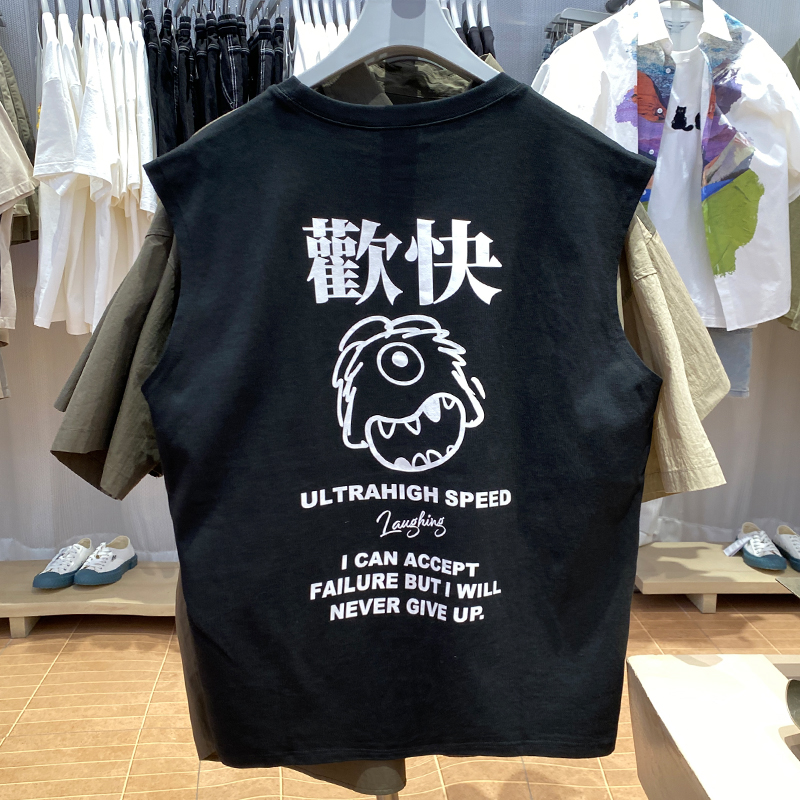 歡快
ULTRAHIGH SPEED
Laughing
I CAN ACCEPT
FAILURE BUT I WILL
NEVER GIVE UP.